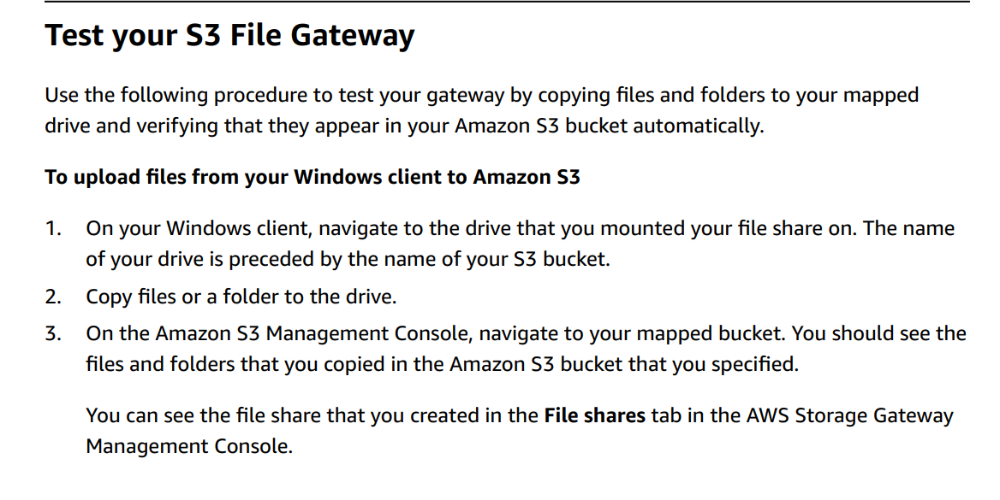 Test your S3 File Gateway
Use the following procedure to test your gateway by copying files and folders to your mapped
drive and verifying that they appear in your Amazon S3 bucket automatically.
To upload files from your Windows client to Amazon S3
1. On your Windows client, navigate to the drive that you mounted your file share on. The name
of your drive is preceded by the name of your S3 bucket.
2. Copy files or a folder to the drive.
3. On the Amazon S3 Management Console, navigate to your mapped bucket. You should see the
files and folders that you copied in the Amazon S3 bucket that you specified.
You can see the file share that you created in the File shares tab in the AWS Storage Gateway
Management Console.